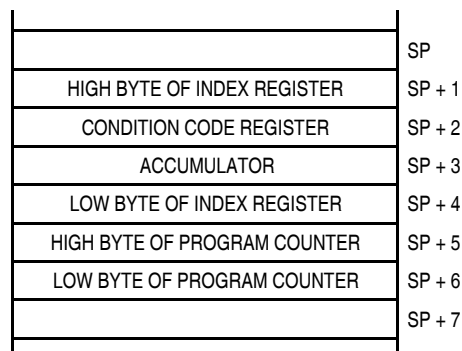 SP
HIGH BYTE OF INDEX REGISTER SP + 1
CONDITION CODE REGISTER SP + 2
ACCUMULATOR SP + 3
LOW BYTE OF INDEX REGISTER SP + 4
HIGH BYTE OF PROGRAM COUNTER SP + 5
LOW BYTE OF PROGRAM COUNTER SP + 6
SP + 7